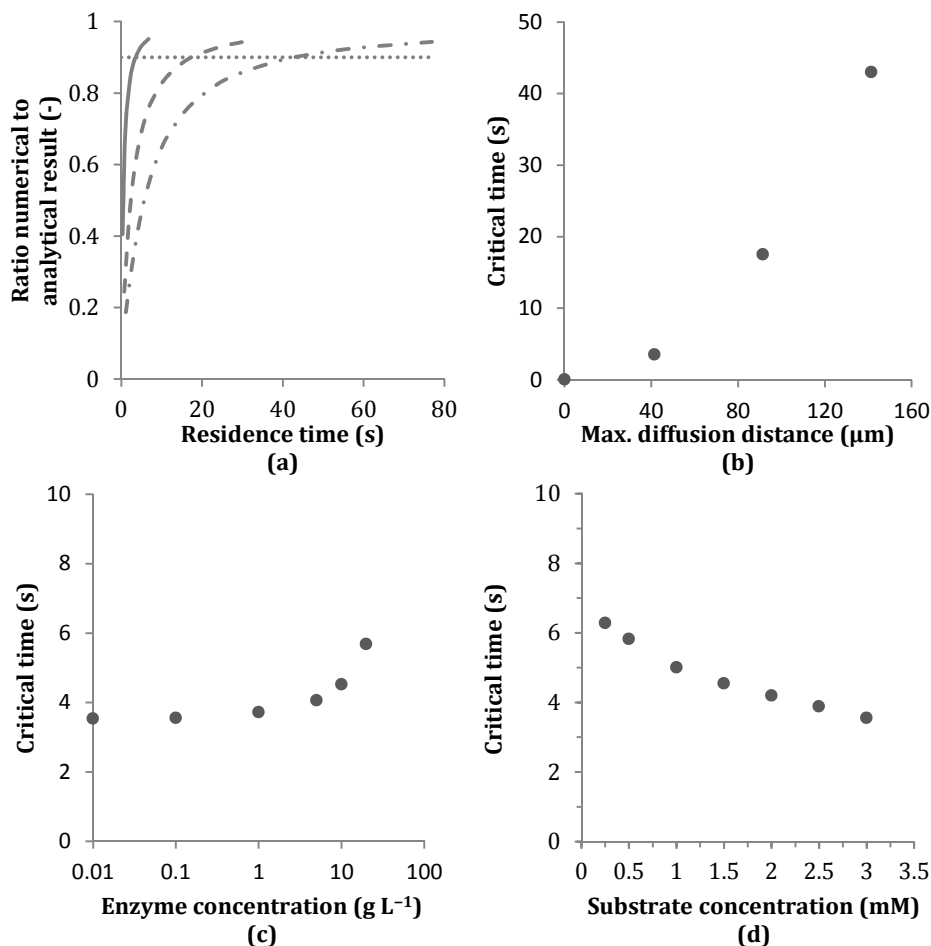 1
0.8
0.6
0.4
0.2
0
Ratio numerical to
analytical result (-)
0 20 40 60 80
Residence time (s)
(a)
50
40
30
20
10
0
Critical time (s)
0 40 80 120 160
Max. diffusion distance (µm)
(b)
10
8
6
4
2
0
Critical time (s)
0.01 0.1 1 10 100
Enzyme concentration (g L⁻¹)
(c)
10
8
6
4
2
0
Critical time (s)
0 0.5 1 1.5 2 2.5 3 3.5
Substrate concentration (mM)
(d)